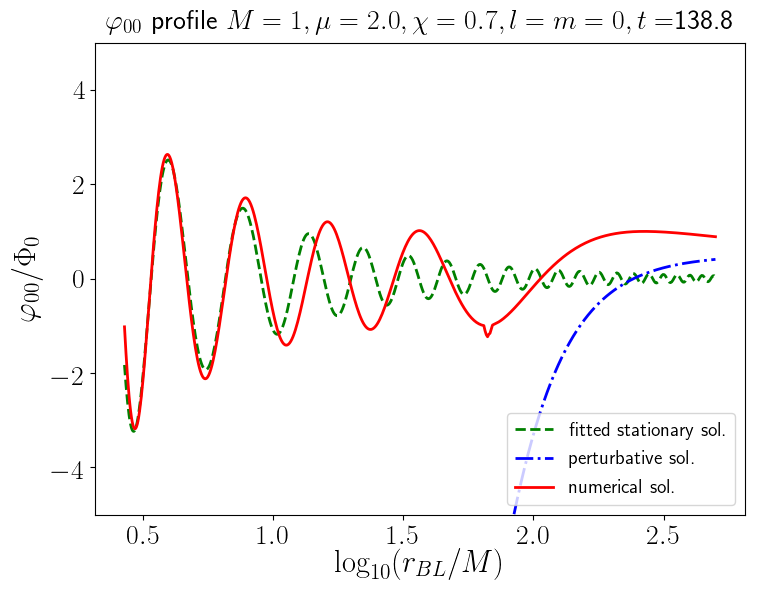 φ₀₀ profile M = 1, μ = 2.0, χ = 0.7, l = m = 0, t =138.8
φ₀₀/Φ₀
4
2
0
−2
−4
fitted stationary sol.
perturbative sol.
numerical sol.
0.5 1.0 1.5 2.0 2.5
log₁₀(r_BL/M)